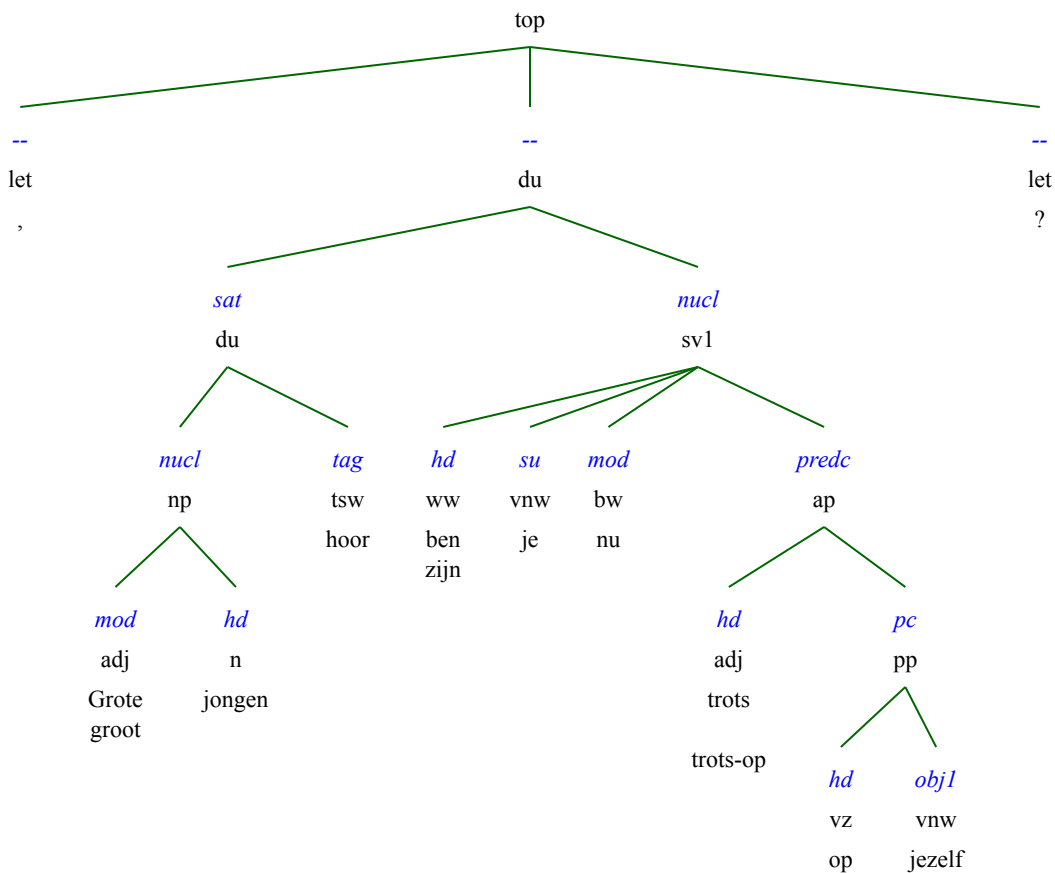 top
-- -- --
let du let
, ?
sat nucl
du sv1
nucl tag hd su mod predc
np tsw ww vnw bw ap
hoor ben je nu
zijn
mod hd hd pc
adj n adj pp
Grote jongen trots
groot
trots-op
hd obj1
vz vnw
op jezelf